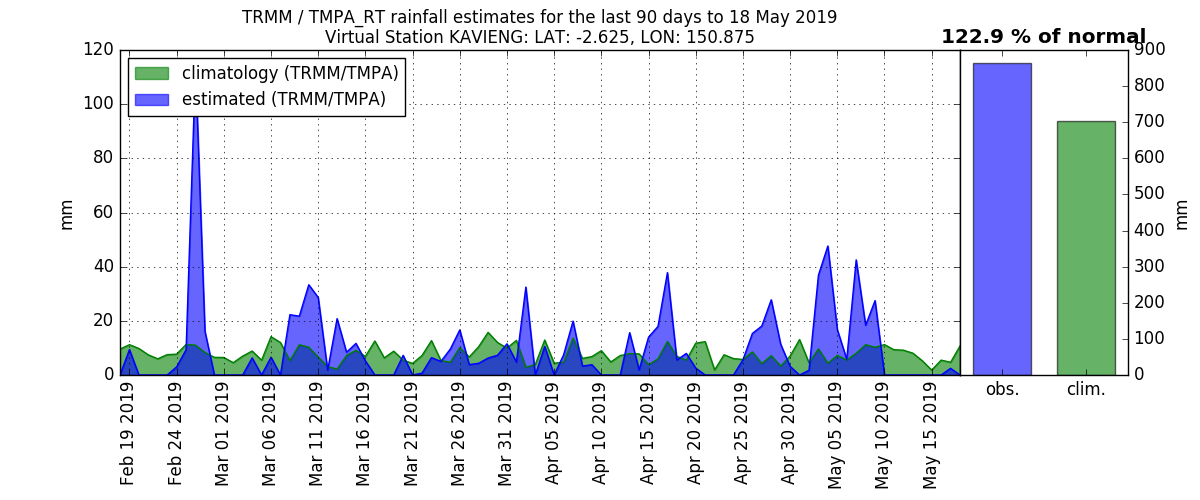 TRMM / TMPA_RT rainfall estimates for the last 90 days to 18 May 2019
Virtual Station KAVIENG: LAT: -2.625, LON: 150.875
122.9 % of normal
climatology (TRMM/TMPA)
estimated (TRMM/TMPA)
120
100
80
60
40
20
0
mm
900
800
700
600
500
400
300
200
100
0
mm
Feb 19 2019
Feb 24 2019
Mar 01 2019
Mar 06 2019
Mar 11 2019
Mar 16 2019
Mar 21 2019
Mar 26 2019
Mar 31 2019
Apr 05 2019
Apr 10 2019
Apr 15 2019
Apr 20 2019
Apr 25 2019
Apr 30 2019
May 05 2019
May 10 2019
May 15 2019
obs.
clim.